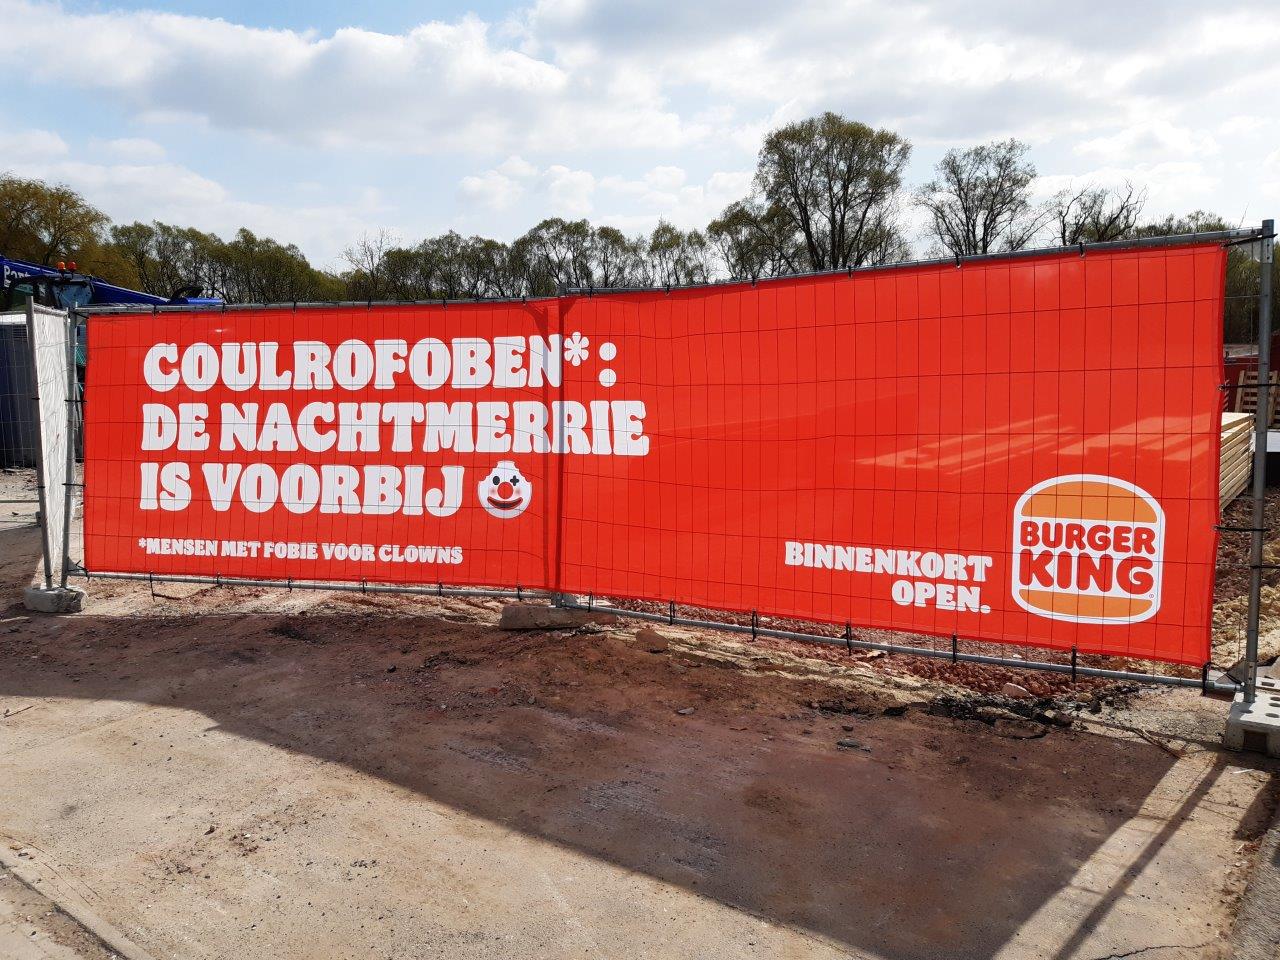 COULROFOBEN*:
DE NACHTMERRIE
IS VOORBIJ
*MENSEN MET FOBIE VOOR CLOWNS
BINNENKORT
OPEN.
BURGER
KING®